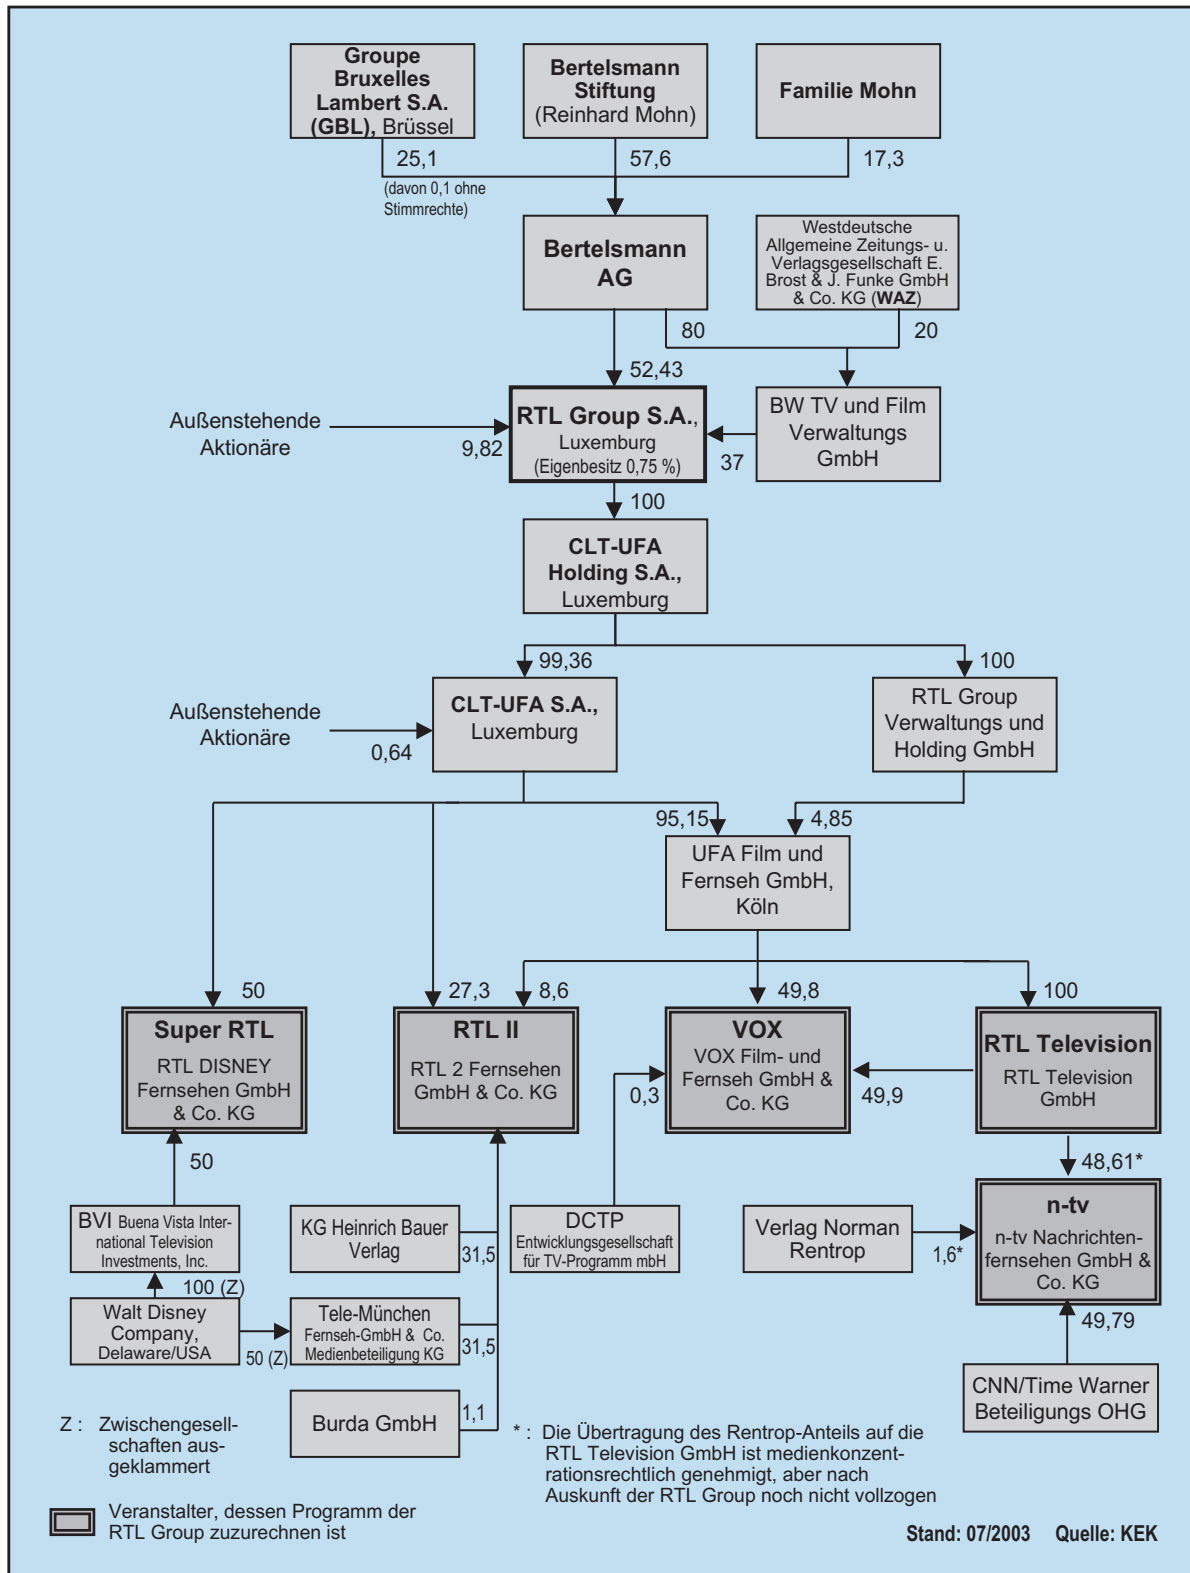 Groupe
Bruxelles
Lambert S.A.
(GBL), Brüssel
Bertelsmann
Stiftung
(Reinhard Mohn)
Familie Mohn
25,1
57,6
17,3
(davon 0,1 ohne
Stimmrechte)
Bertelsmann
AG
Westdeutsche
Allgemeine Zeitungs- u.
Verlagsgesellschaft E.
Brost & J. Funke GmbH
& Co. KG (WAZ)
80
20
52,43
Außenstehende
Aktionäre
9,82
RTL Group S.A.,
Luxemburg
(Eigenbesitz 0,75 %)
37
BW TV und Film
Verwaltungs
GmbH
100
CLT-UFA
Holding S.A.,
Luxemburg
99,36
100
Außenstehende
Aktionäre
0,64
CLT-UFA S.A.,
Luxemburg
RTL Group
Verwaltungs und
Holding GmbH
95,15
4,85
UFA Film und
Fernseh GmbH,
Köln
50
27,3
8,6
49,8
100
Super RTL
RTL DISNEY
Fernsehen GmbH
& Co. KG
RTL II
RTL 2 Fernsehen
GmbH & Co. KG
VOX
VOX Film- und
Fernseh GmbH &
Co. KG
RTL Television
RTL Television
GmbH
0,3
49,9
50
48,61*
BVI Buena Vista Inter-
national Television
Investments, Inc.
KG Heinrich Bauer
Verlag
31,5
DCTP
Entwicklungsgesellschaft
für TV-Programm mbH
Verlag Norman
Rentrop
1,6*
n-tv
n-tv Nachrichten-
fernsehen GmbH &
Co. KG
100 (Z)
Walt Disney
Company,
Delaware/USA
50 (Z)
Tele-München
Fernseh-GmbH & Co.
Medienbeteiligung KG
31,5
49,79
CNN/Time Warner
Beteiligungs OHG
Burda GmbH
1,1
Z : Zwischengesell-
schaften aus-
geklammert
* : Die Übertragung des Rentrop-Anteils auf die
RTL Television GmbH ist medienkonzent-
rationsrechtlich genehmigt, aber nach
Auskunft der RTL Group noch nicht vollzogen
Veranstalter, dessen Programm der
RTL Group zuzurechnen ist
Stand: 07/2003 Quelle: KEK